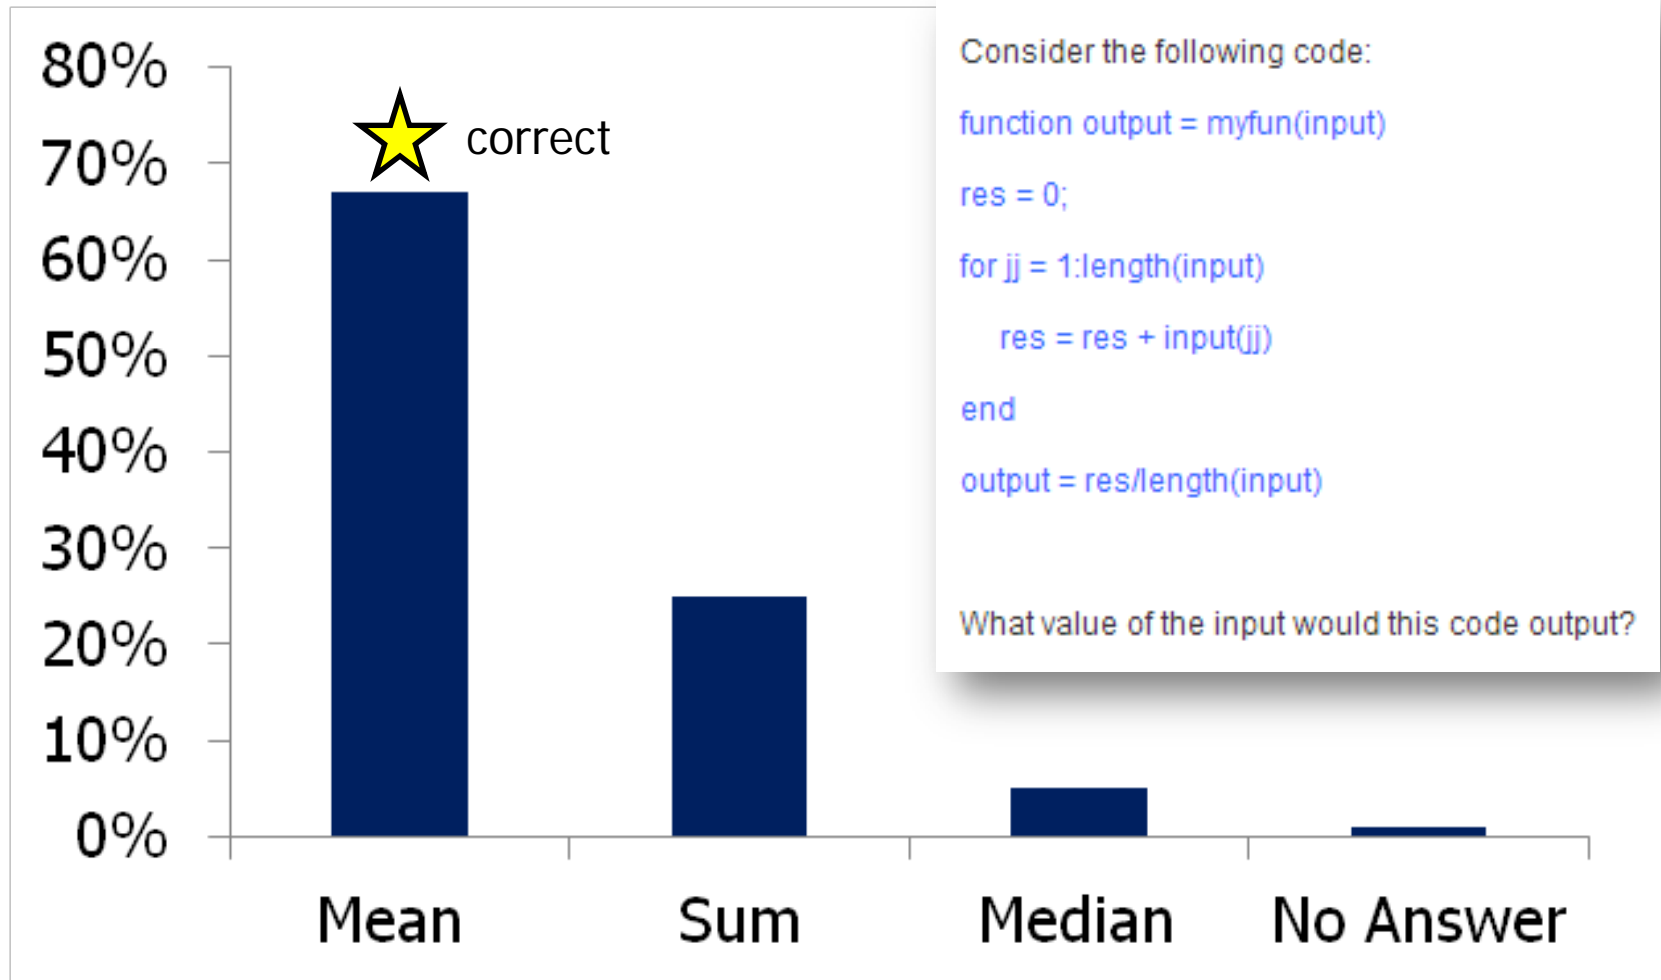 80%
70%
60%
50%
40%
30%
20%
10%
0%
correct
Mean
Sum
Median
No Answer
Consider the following code:
function output = myfun(input)
res = 0;
for jj = 1:length(input)
res = res + input(jj)
end
output = res/length(input)
What value of the input would this code output?